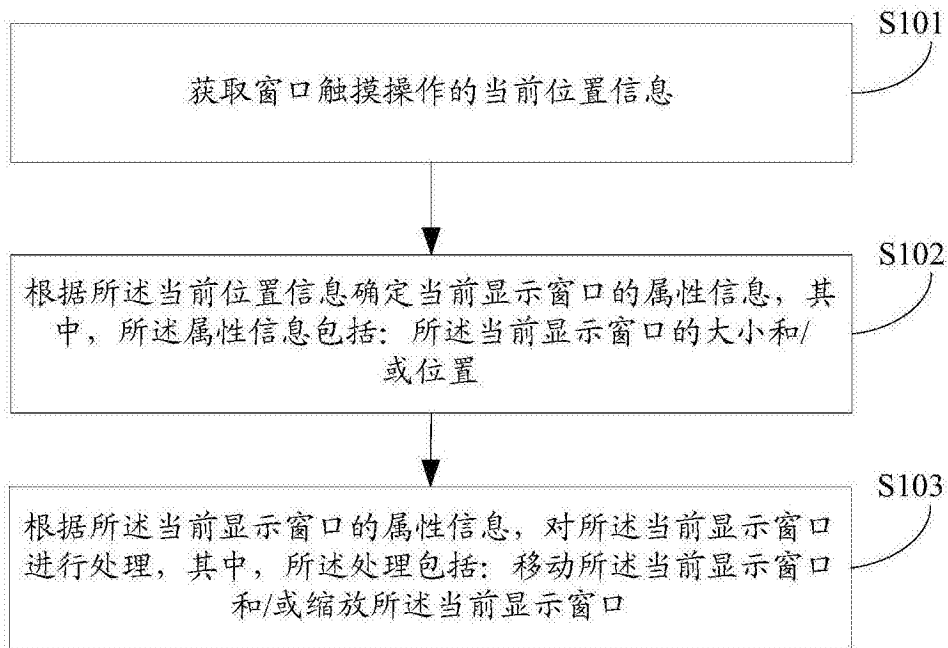 S101
获取窗口触摸操作的当前位置信息
S102
根据所述当前位置信息确定当前显示窗口的属性信息，其
中，所述属性信息包括：所述当前显示窗口的大小和/
或位置
S103
根据所述当前显示窗口的属性信息，对所述当前显示窗口
进行处理，其中，所述处理包括：移动所述当前显示窗口
和/或缩放所述当前显示窗口